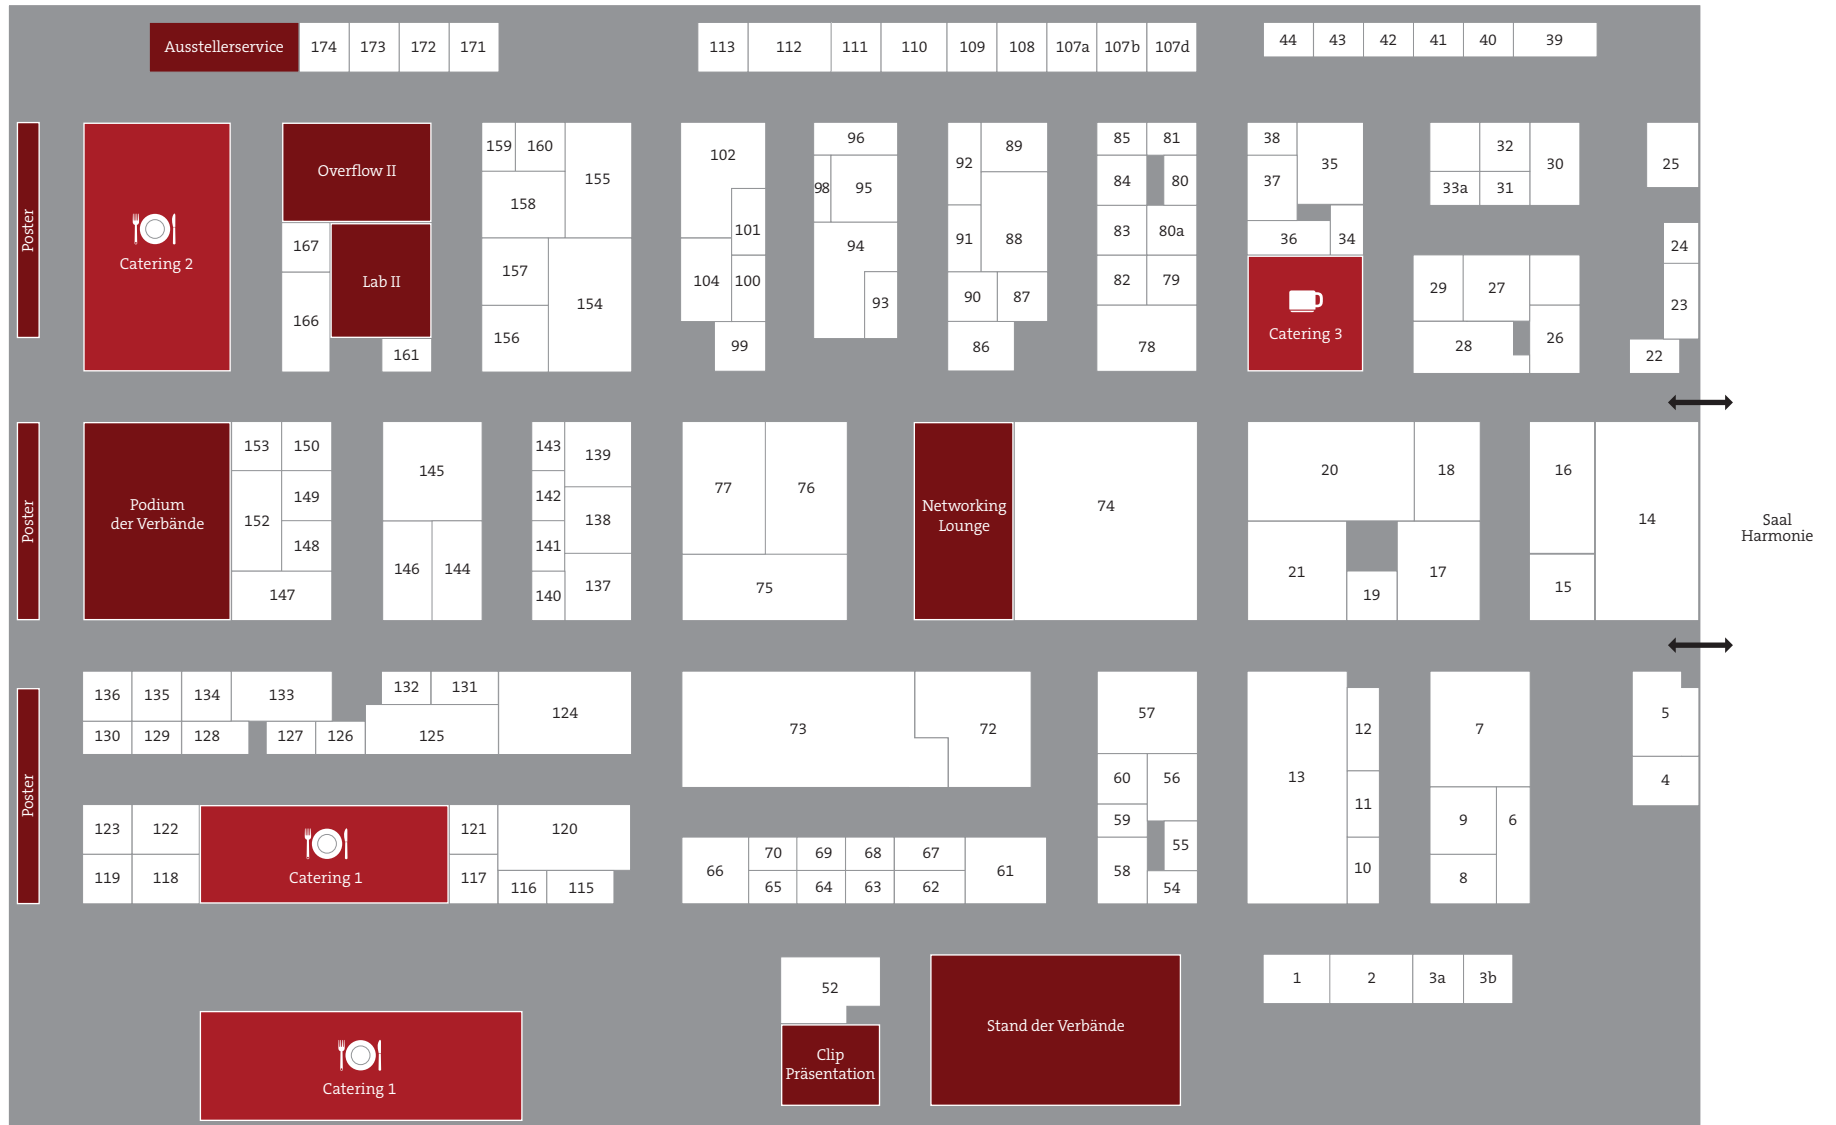 Ausstellerservice 174 173 172 171
113 112 111 110 109 108 107a 107b 107d
44 43 42 41 40 39
Poster
Catering 2
Overflow II
167
Lab II
166
161
159 160
155
158
157
154
156
102
101
104 100
99
96
98 95
94
93
92 89
91 88
90 87
86
85 81
84 80
83 80a
82 79
78
38
35
37
36 34
Catering 3
32
30
33a 31
29 27
28 26
25
24
23
22
Poster
Podium
der Verbände
153 150
149
152
148
147
145
146 144
143 139
142
138
141
137
140
77 76
75
Networking
Lounge
74
20 18
21 17
19
16
14
15
Saal
Harmonie
Poster
136 135 134 133
132 131
124
130 129 128 127 126 125
123 122
Catering 1
121 120
119 118 117
116 115
73 72
66
70 69 68 67
61
65 64 63 62
57
60 56
59
55
58
54
13
12
11
10
7
9 6
8
5
4
Catering 1
52
Clip
Präsentation
Stand der Verbände
1 2 3a 3b